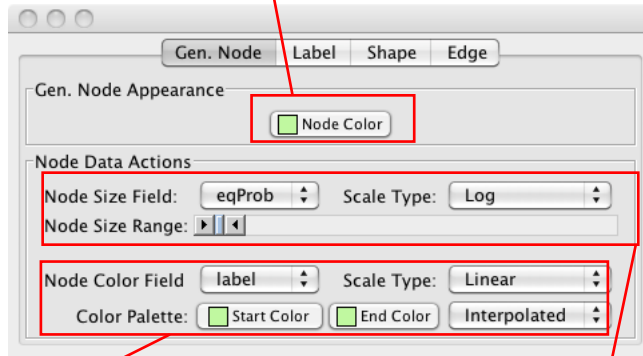 Gen. Node Label Shape Edge
Gen. Node Appearance
Node Color
Node Data Actions
Node Size Field: eqProb Scale Type: Log
Node Size Range:
Node Color Field label Scale Type: Linear
Color Palette: Start Color End Color Interpolated